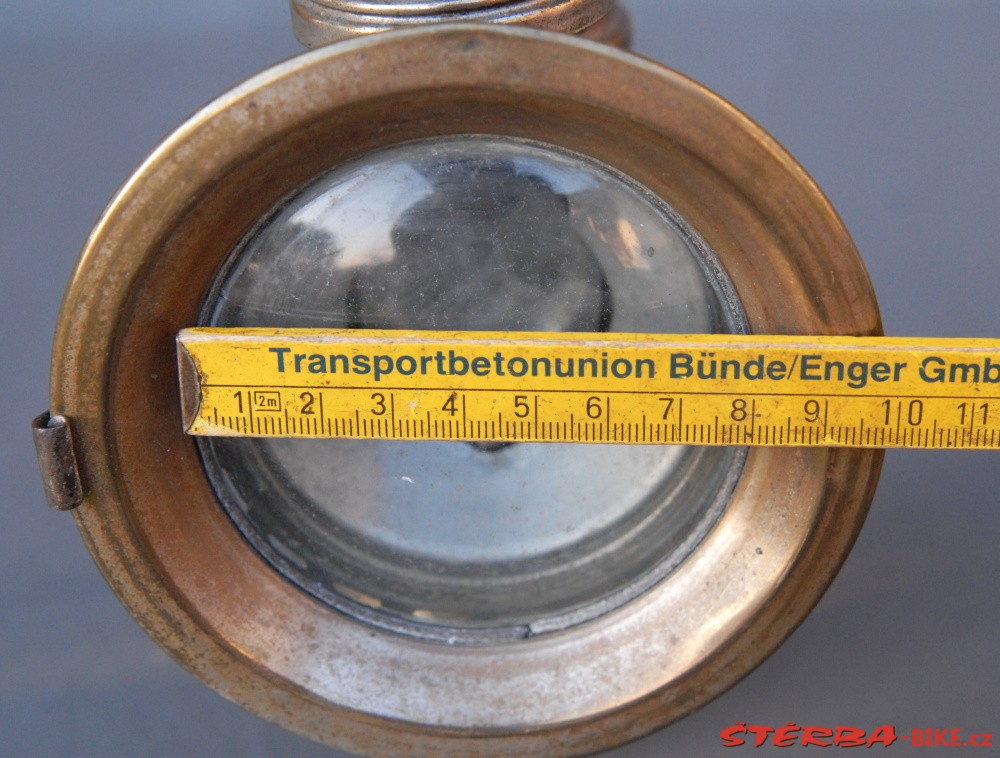 Transportbetonunion Bünde/Enger Gmb
1 2m 2 3 4 5 6 7 8 9 10 11
ŠTĚRBA-BIKE.cz